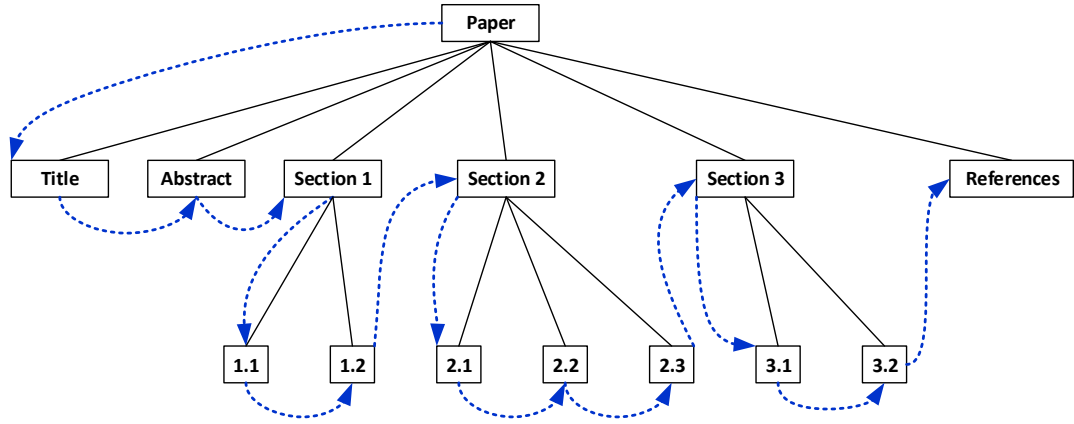 Paper
Title
Abstract
Section 1
Section 2
Section 3
References
1.1
1.2
2.1
2.2
2.3
3.1
3.2